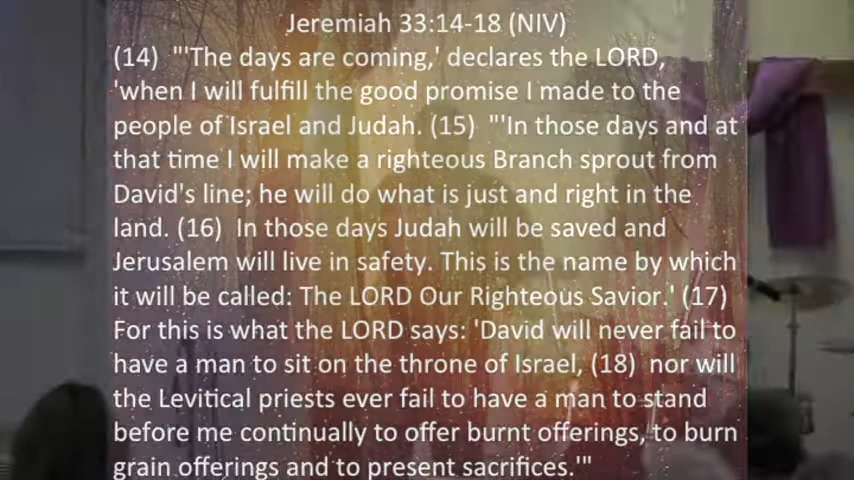 Jeremiah 33:14-18 (NIV)
(14) "'The days are coming,' declares the LORD,
'when I will fulfill the good promise I made to the
people of Israel and Judah. (15) "'In those days and at
that time I will make a righteous Branch sprout from
David's line; he will do what is just and right in the
land. (16) In those days Judah will be saved and
Jerusalem will live in safety. This is the name by which
it will be called: The LORD Our Righteous Savior.' (17)
For this is what the LORD says: 'David will never fail to
have a man to sit on the throne of Israel, (18) nor will
the Levitical priests ever fail to have a man to stand
before me continually to offer burnt offerings, to burn
grain offerings and to present sacrifices.'"